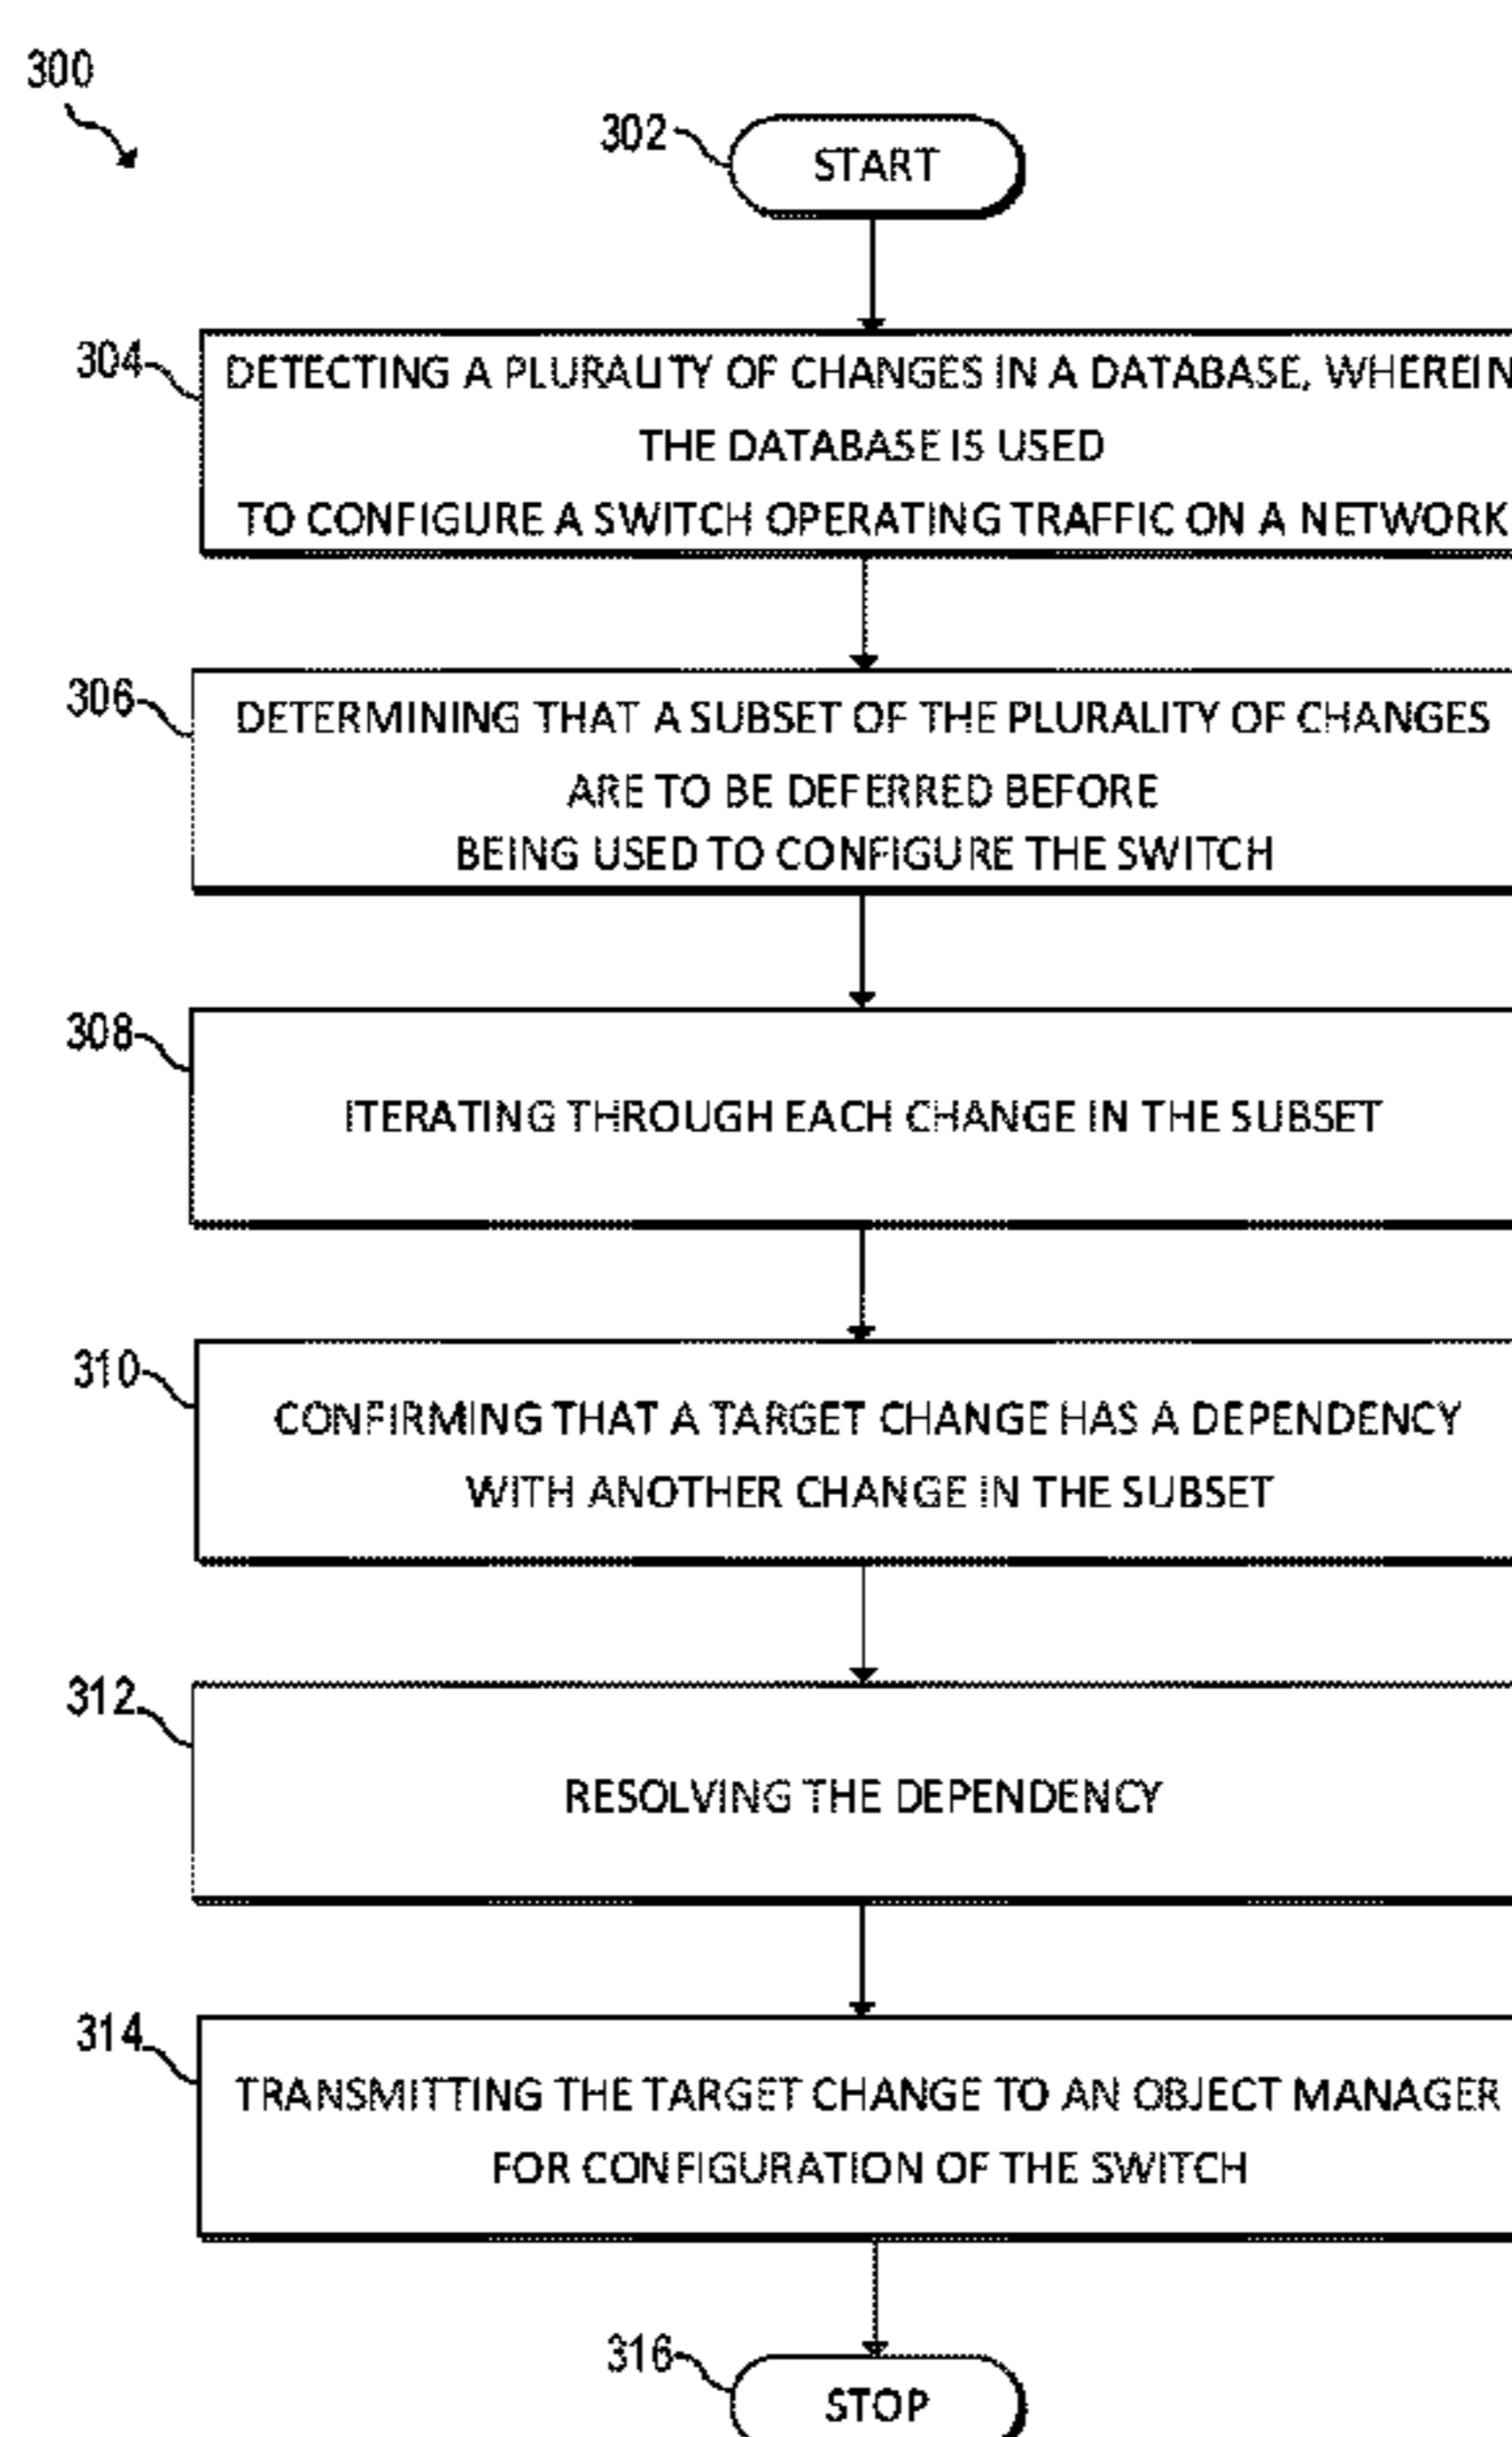 300
302
START
304
DETECTING A PLURALITY OF CHANGES IN A DATABASE, WHEREIN
THE DATABASE IS USED
TO CONFIGURE A SWITCH OPERATING TRAFFIC ON A NETWORK
306
DETERMINING THAT A SUBSET OF THE PLURALITY OF CHANGES
ARE TO BE DEFERRED BEFORE
BEING USED TO CONFIGURE THE SWITCH
308
ITERATING THROUGH EACH CHANGE IN THE SUBSET
310
CONFIRMING THAT A TARGET CHANGE HAS A DEPENDENCY
WITH ANOTHER CHANGE IN THE SUBSET
312
RESOLVING THE DEPENDENCY
314
TRANSMITTING THE TARGET CHANGE TO AN OBJECT MANAGER
FOR CONFIGURATION OF THE SWITCH
316
STOP